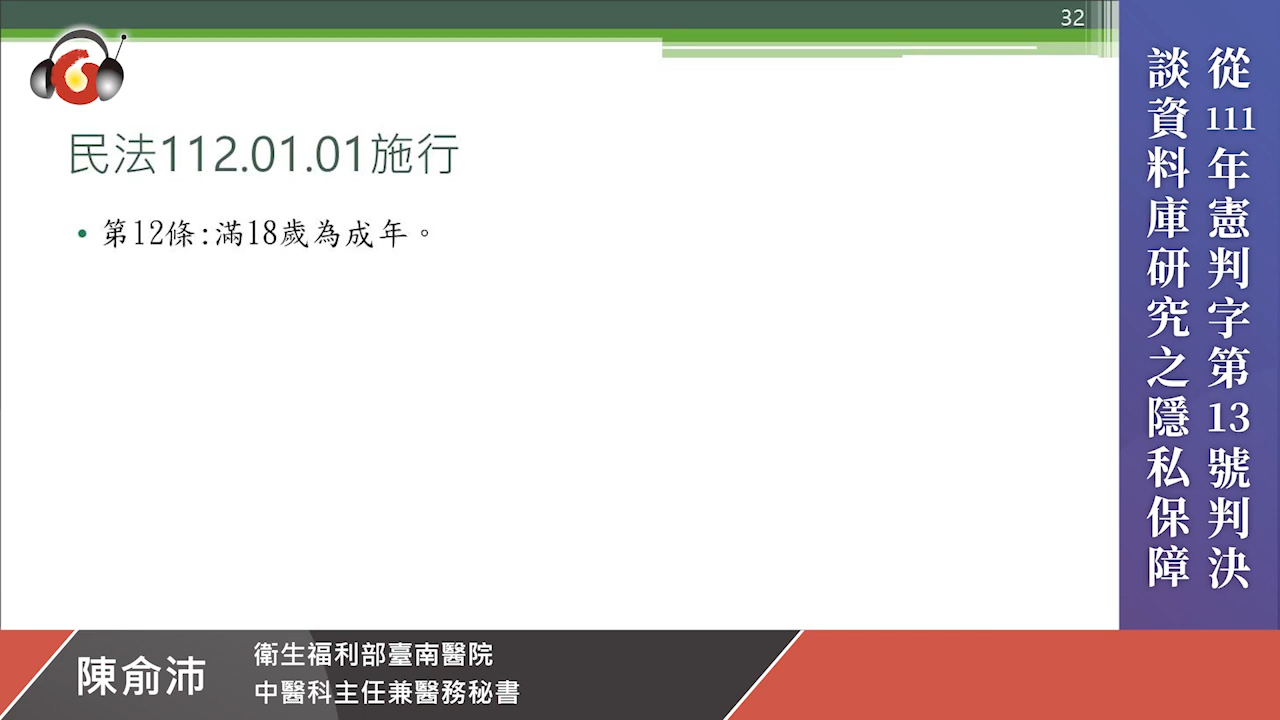 32
民法112.01.01施行
• 第12條:滿18歲為成年。
從111年憲判字第13號判決
談資料庫研究之隱私保障
陳俞沛
衛生福利部臺南醫院
中醫科主任兼醫務秘書